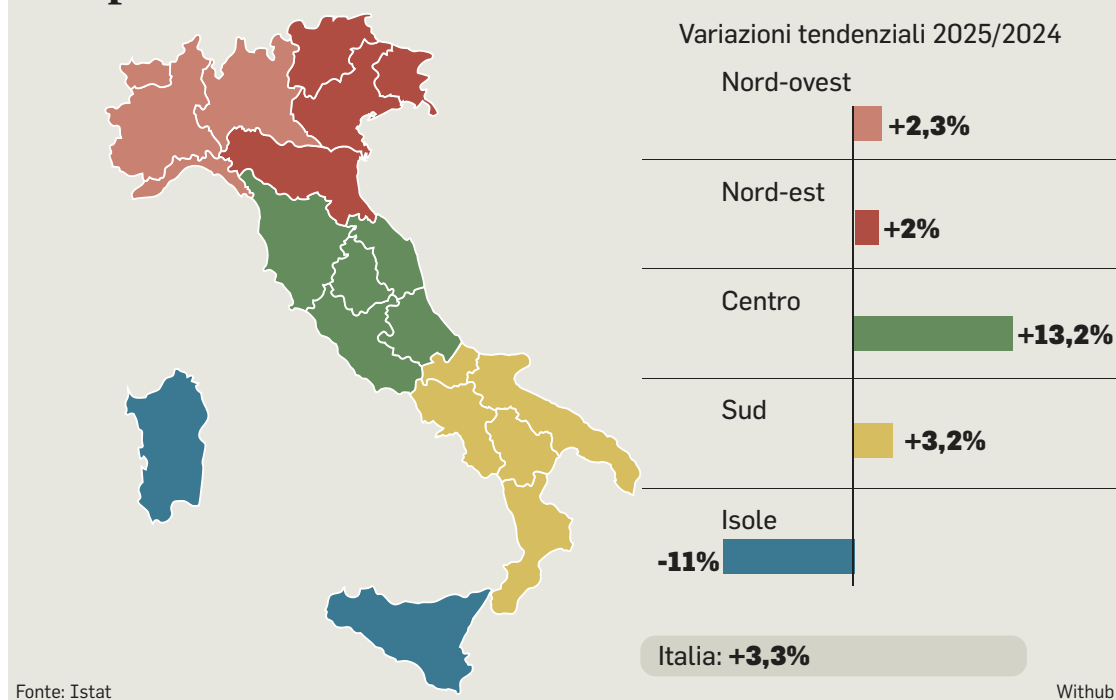 Variazioni tendenziali 2025/2024
Nord-ovest
+2,3%
Nord-est
+2%
Centro
+13,2%
Sud
+3,2%
Isole
-11%
Italia: +3,3%
Fonte: Istat
Withub